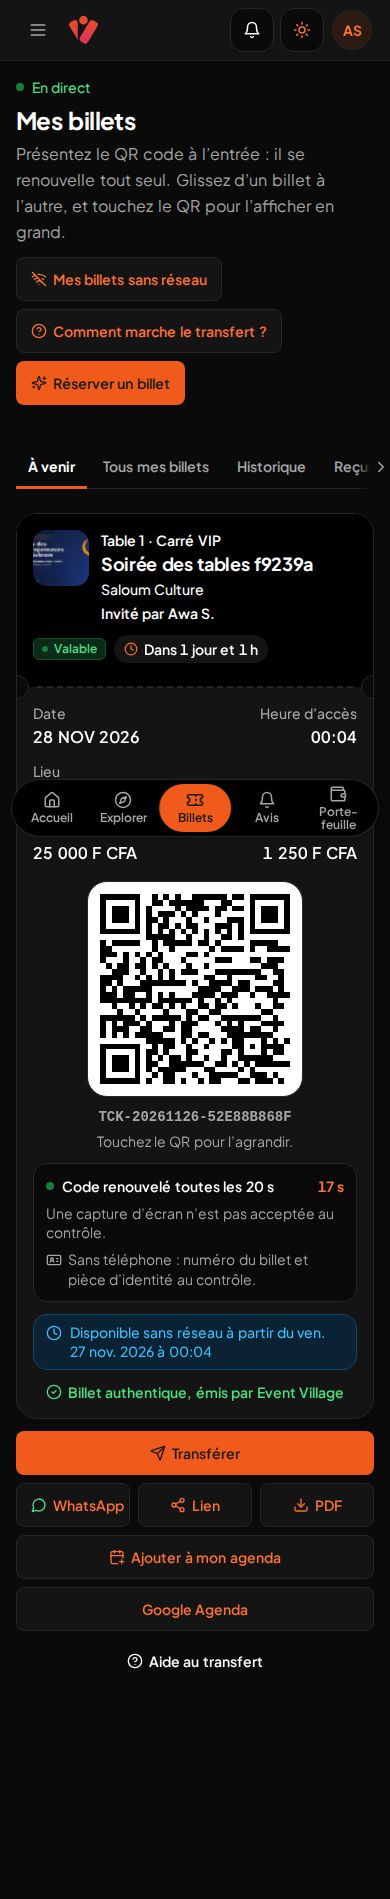 AS
En direct
Mes billets
Présentez le QR code à l’entrée : il se
renouvelle tout seul. Glissez d’un billet à
l’autre, et touchez le QR pour l’afficher en
grand.
Mes billets sans réseau
Comment marche le transfert ?
Réserver un billet
À venir Tous mes billets Historique Reçus
Table 1 · Carré VIP
Soirée des tables f9239a
Saloum Culture
Invité par Awa S.
Valable Dans 1 jour et 1 h
Date Heure d’accès
28 NOV 2026 00:04
Lieu
Accueil Explorer Billets Avis Porte-
feuille
25 000 F CFA 1 250 F CFA
TCK-20261126-52E88B868F
Touchez le QR pour l’agrandir.
Code renouvelé toutes les 20 s 17 s
Une capture d’écran n’est pas acceptée au
contrôle.
Sans téléphone : numéro du billet et
pièce d’identité au contrôle.
Disponible sans réseau à partir du ven.
27 nov. 2026 à 00:04
Billet authentique, émis par Event Village
Transférer
WhatsApp Lien PDF
Ajouter à mon agenda
Google Agenda
Aide au transfert